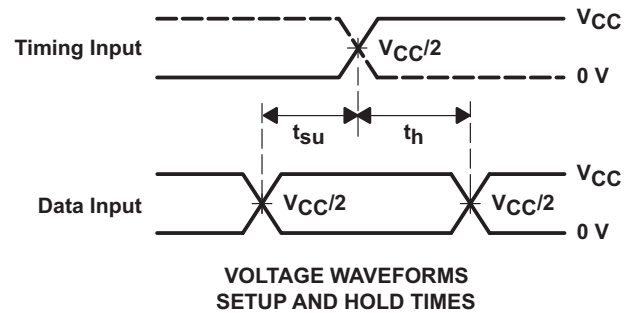 VCC
Timing Input
VCC/2
0 V
tsu
th
VCC
Data Input
VCC/2
VCC/2
0 V
VOLTAGE WAVEFORMS
SETUP AND HOLD TIMES